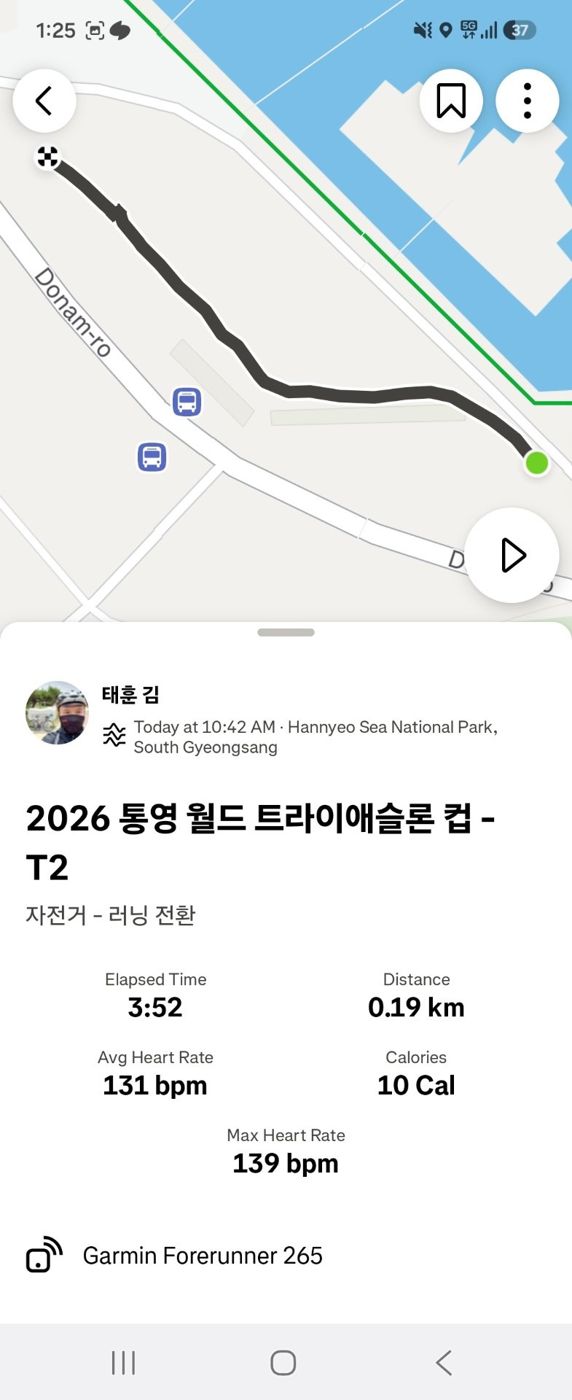 1:25
5G
37
Donam-ro
D
태훈 김
Today at 10:42 AM · Hannyeo Sea National Park,
South Gyeongsang
2026 통영 월드 트라이애슬론 컵 -
T2
자전거 - 러닝 전환
Elapsed Time
Distance
3:52
0.19 km
Avg Heart Rate
Calories
131 bpm
10 Cal
Max Heart Rate
139 bpm
Garmin Forerunner 265